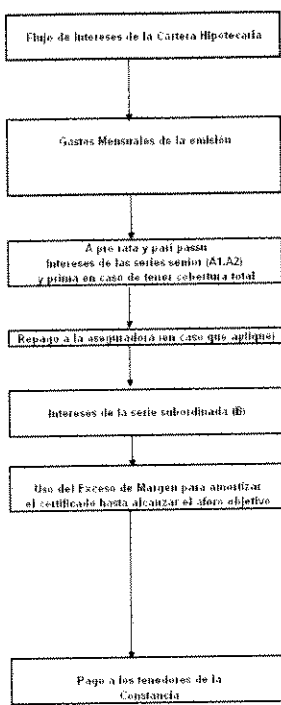 Flujo de Intereses de la Cartera Hipotecaria
Gastos Mensuales de la emisión
A pro rata y pari passu
Intereses de las series senior (A1,A2)
y prima en caso de tener cobertura total
Repago a la aseguradora (en caso que aplique)
Intereses de la serie subordinada (B)
Uso del Exceso de Margen para amortizar
el certificado hasta alcanzar el aforo objetivo
Pago a los tenedores de la
Constancia